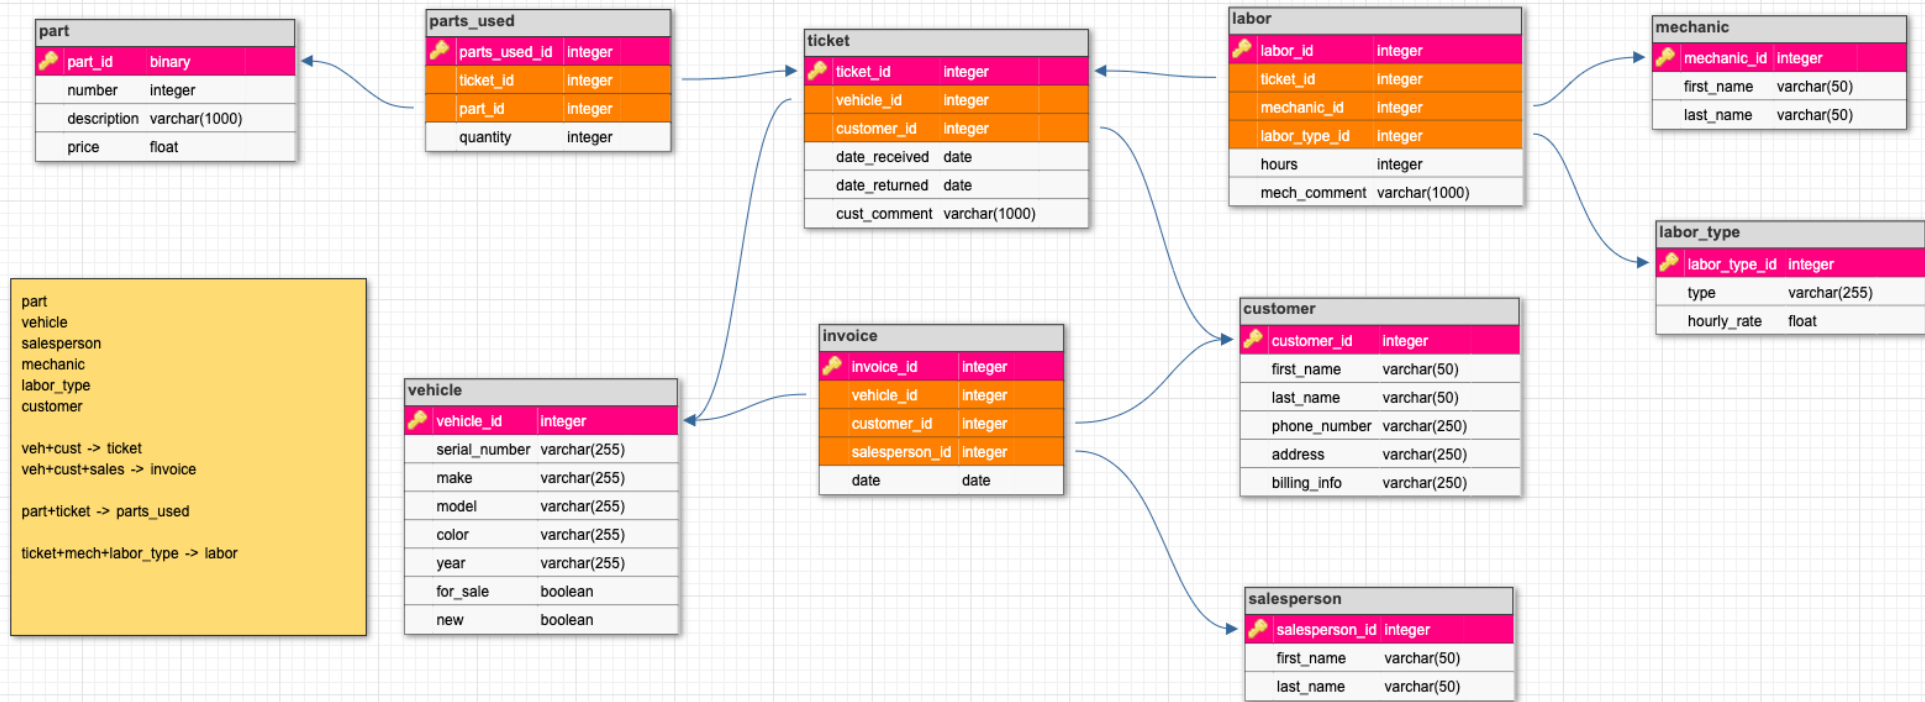 part
part_id binary
number integer
description varchar(1000)
price float
parts_used
parts_used_id integer
ticket_id integer
part_id integer
quantity integer
ticket
ticket_id integer
vehicle_id integer
customer_id integer
date_received date
date_returned date
cust_comment varchar(1000)
labor
labor_id integer
ticket_id integer
mechanic_id integer
labor_type_id integer
hours integer
mech_comment varchar(1000)
mechanic
mechanic_id integer
first_name varchar(50)
last_name varchar(50)
labor_type
labor_type_id integer
type varchar(255)
hourly_rate float
part
vehicle
salesperson
mechanic
labor_type
customer
veh+cust -> ticket
veh+cust+sales -> invoice
part+ticket -> parts_used
ticket+mech+labor_type -> labor
vehicle
vehicle_id integer
serial_number varchar(255)
make varchar(255)
model varchar(255)
color varchar(255)
year varchar(255)
for_sale boolean
new boolean
invoice
invoice_id integer
vehicle_id integer
customer_id integer
salesperson_id integer
date date
customer
customer_id integer
first_name varchar(50)
last_name varchar(50)
phone_number varchar(250)
address varchar(250)
billing_info varchar(250)
salesperson
salesperson_id integer
first_name varchar(50)
last_name varchar(50)